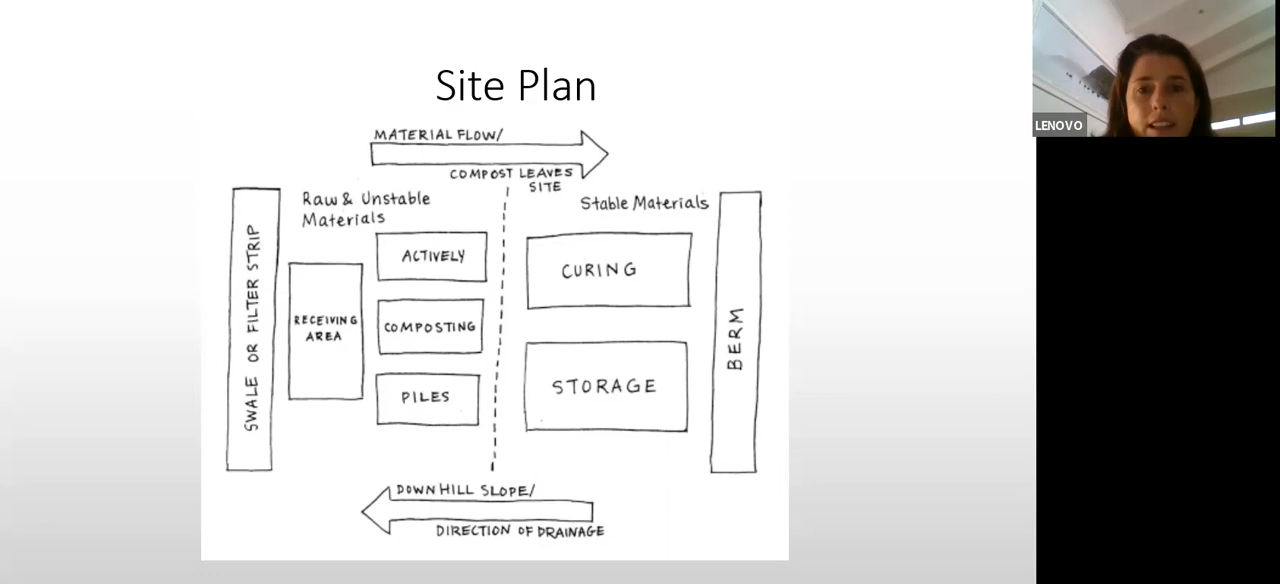 Site Plan
MATERIAL FLOW/
COMPOST LEAVES
SITE
Raw & Unstable
Materials
Stable Materials
SWALE OR FILTER STRIP
RECEIVING
AREA
ACTIVELY
COMPOSTING
PILES
CURING
STORAGE
BERM
DOWN HILL SLOPE/
DIRECTION OF DRAINAGE
LENOVO